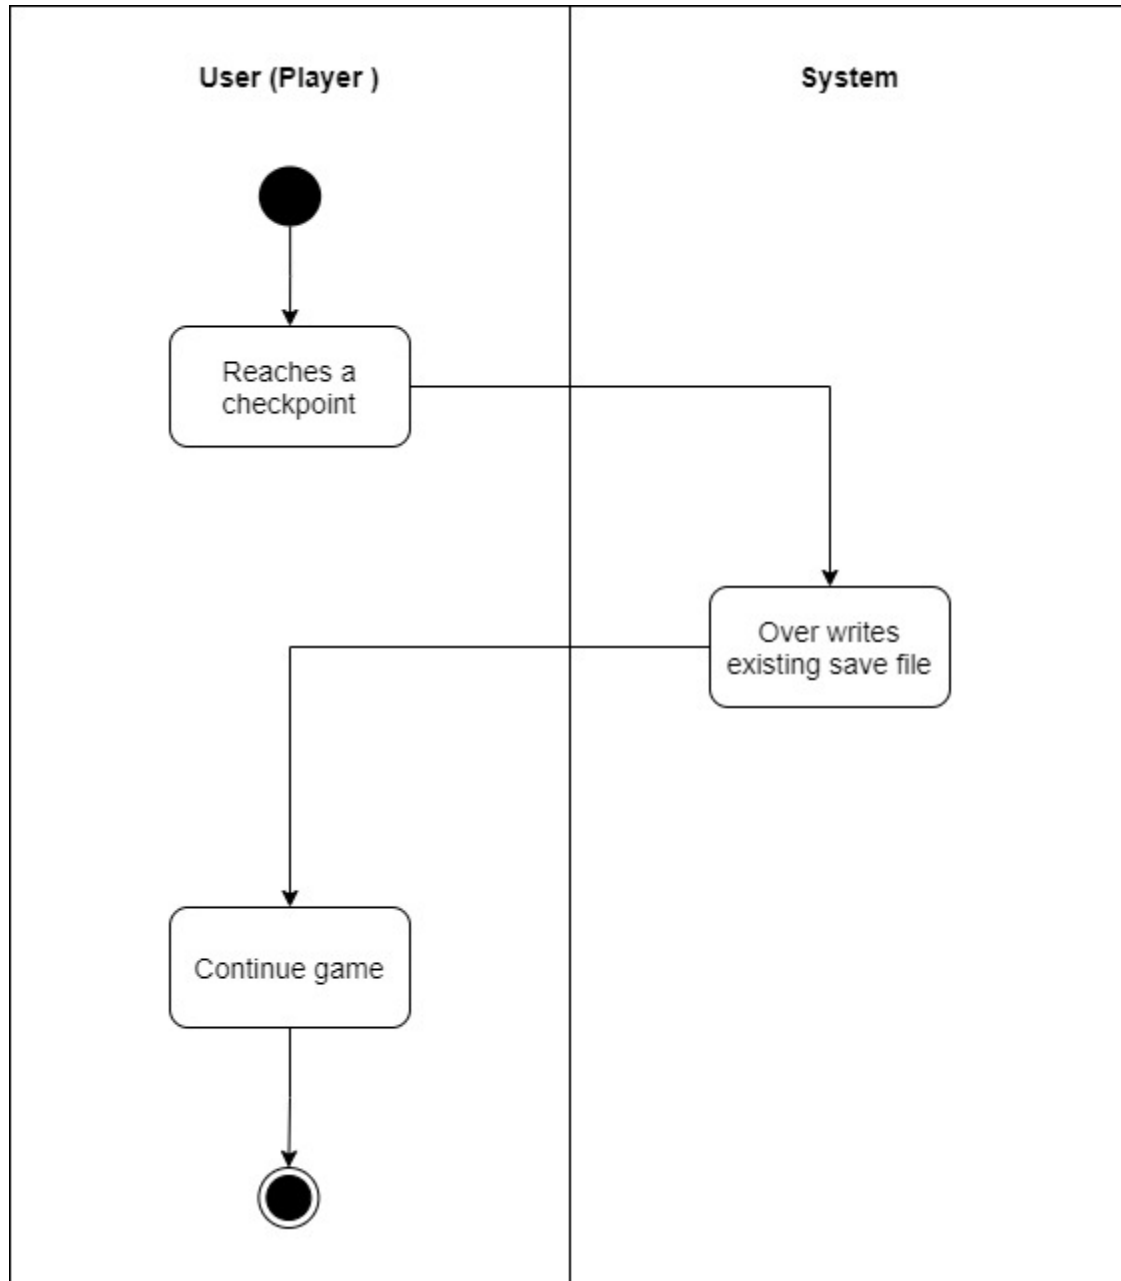 User (Player )
System
Reaches a
checkpoint
Over writes
existing save file
Continue game